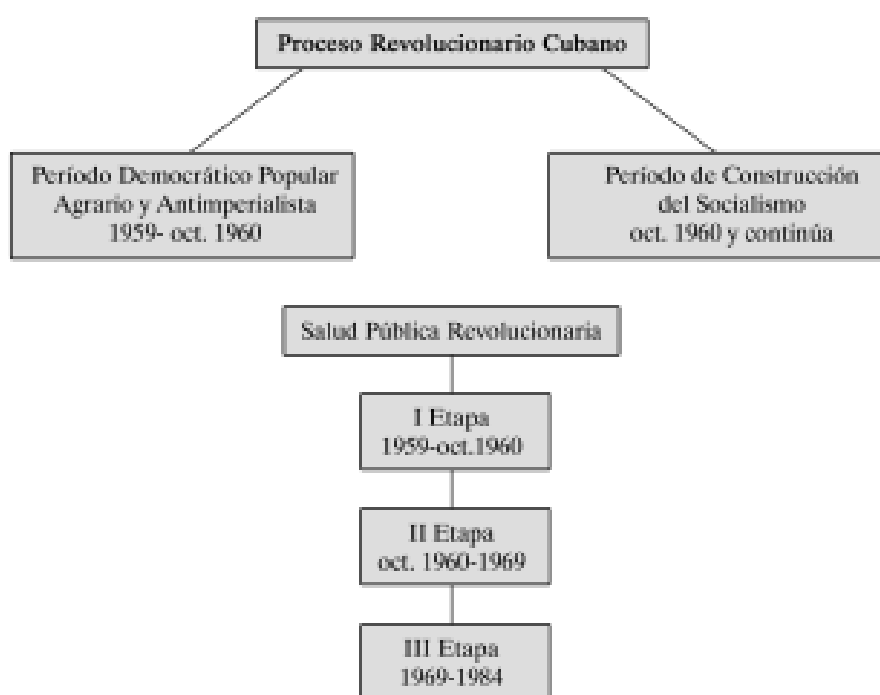 Proceso Revolucionario Cubano
Período Democrático Popular
Agrario y Antimperialista
1959- oct. 1960
Período de Construcción
del Socialismo
oct. 1960 y continúa
Salud Pública Revolucionaria
I Etapa
1959-oct.1960
II Etapa
oct. 1960-1969
III Etapa
1969-1984